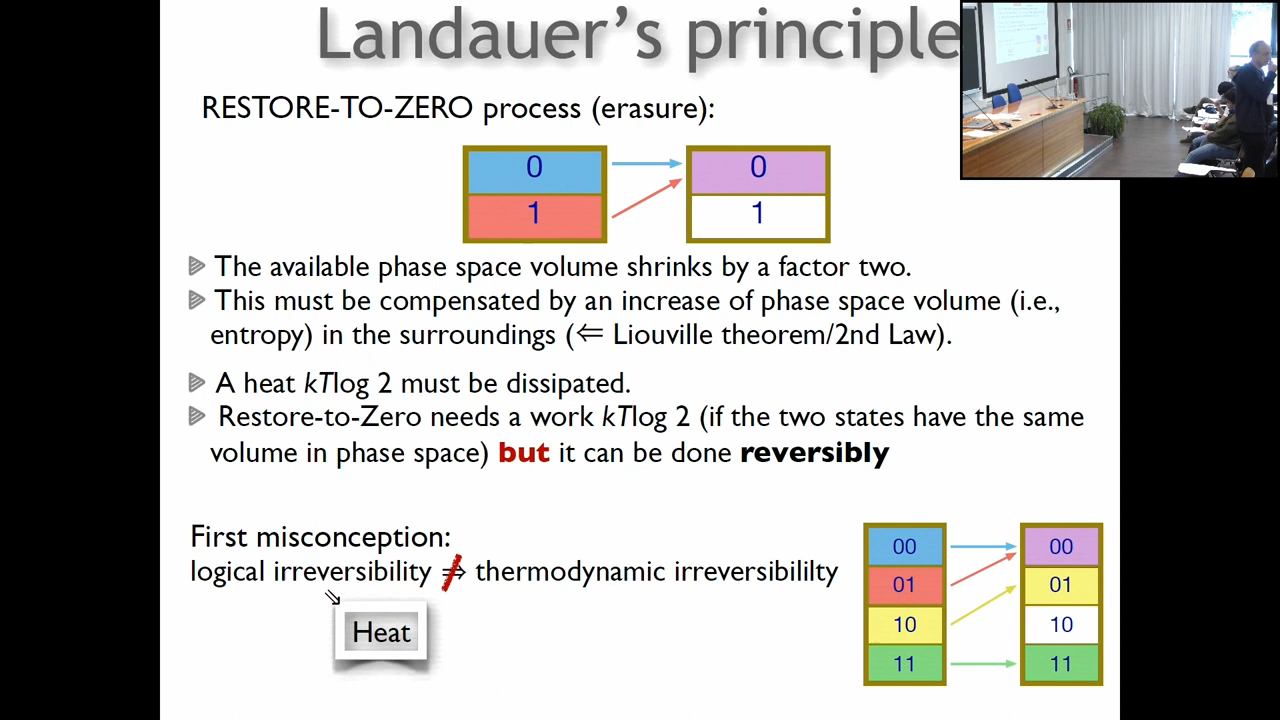 Landauer's principle
RESTORE-TO-ZERO process (erasure):
0 0
1 1
The available phase space volume shrinks by a factor two.
This must be compensated by an increase of phase space volume (i.e.,
entropy) in the surroundings (⇐ Liouville theorem/2nd Law).
A heat kTlog 2 must be dissipated.
Restore-to-Zero needs a work kTlog 2 (if the two states have the same
volume in phase space) but it can be done reversibly
First misconception:
logical irreversibility ⇏ thermodynamic irreversibililty
⇘
Heat
00 00
01 01
10 10
11 11